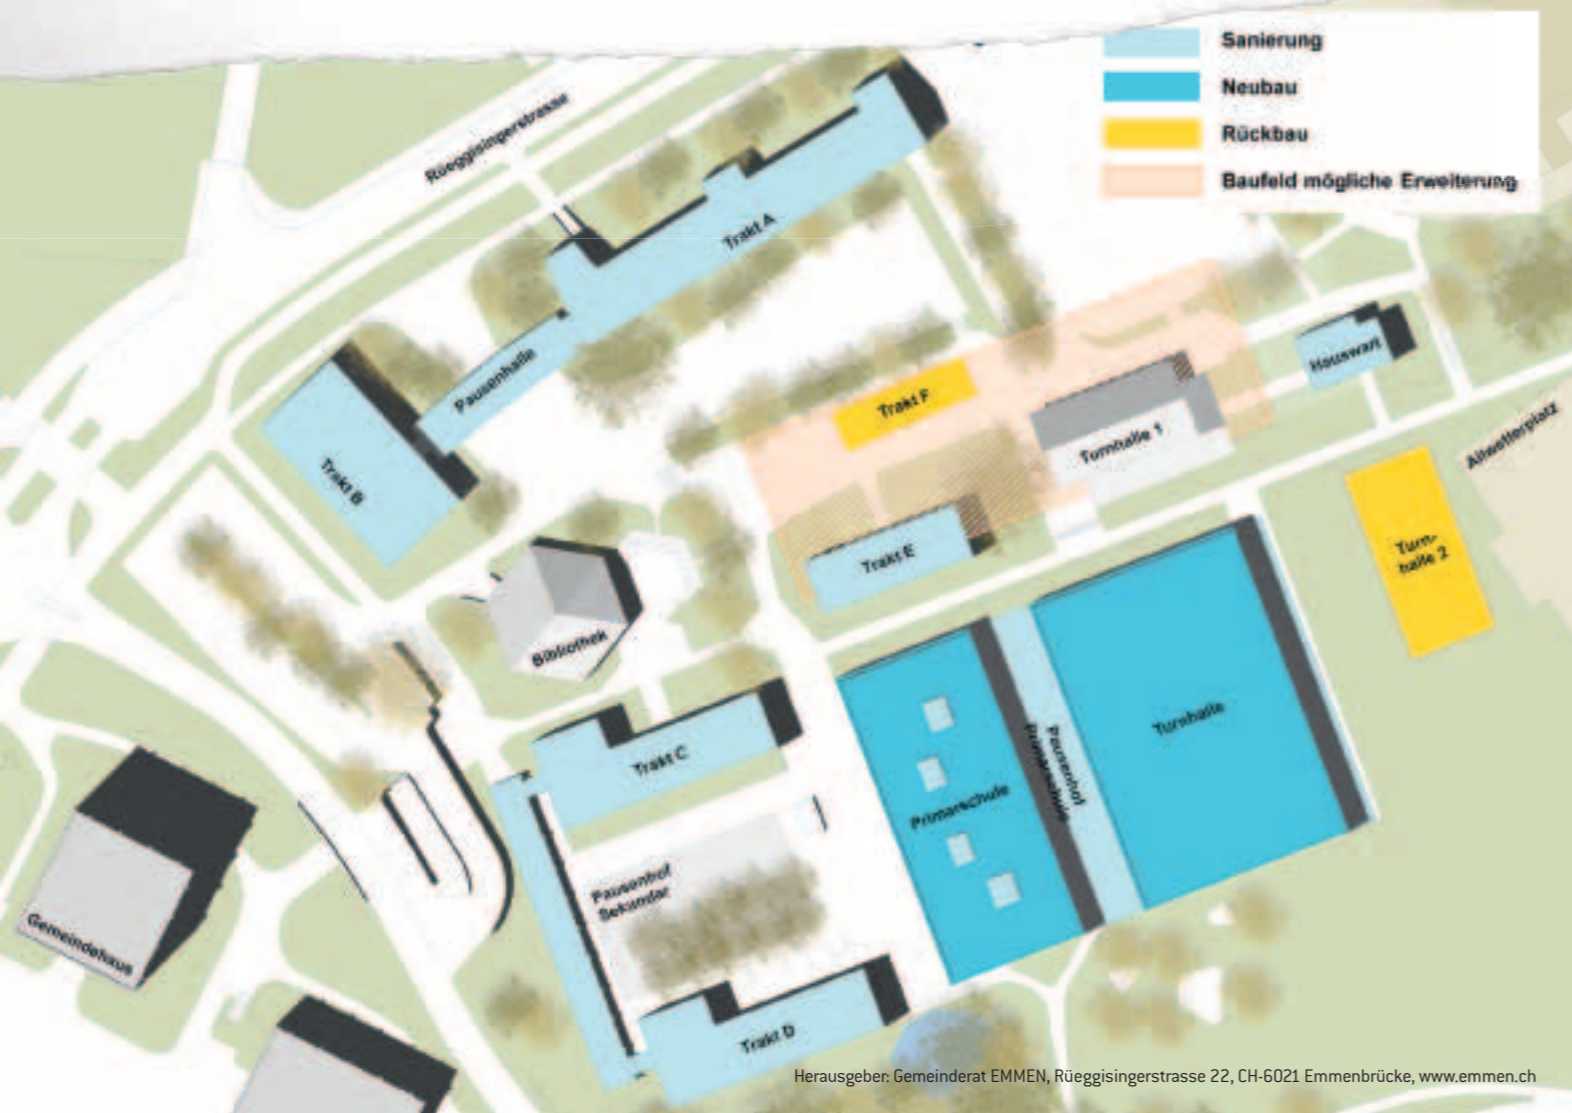 Sanierung
Neubau
Rückbau
Baufeld mögliche Erweiterung
Rüeggisingerstrasse
Trakt A
Pausenhalle
Trakt B
Trakt F
Turnhalle 1
Hauswart
Allwetterplatz
Turn-
halle 2
Trakt E
Bibliothek
Trakt C
Pausenhof
Primarschule
Turnhalle
Primarschule
Pausenhof
Sekundar
Gemeindehaus
Trakt D
Herausgeber: Gemeinderat EMMEN, Rüeggisingerstrasse 22, CH-6021 Emmenbrücke, www.emmen.ch